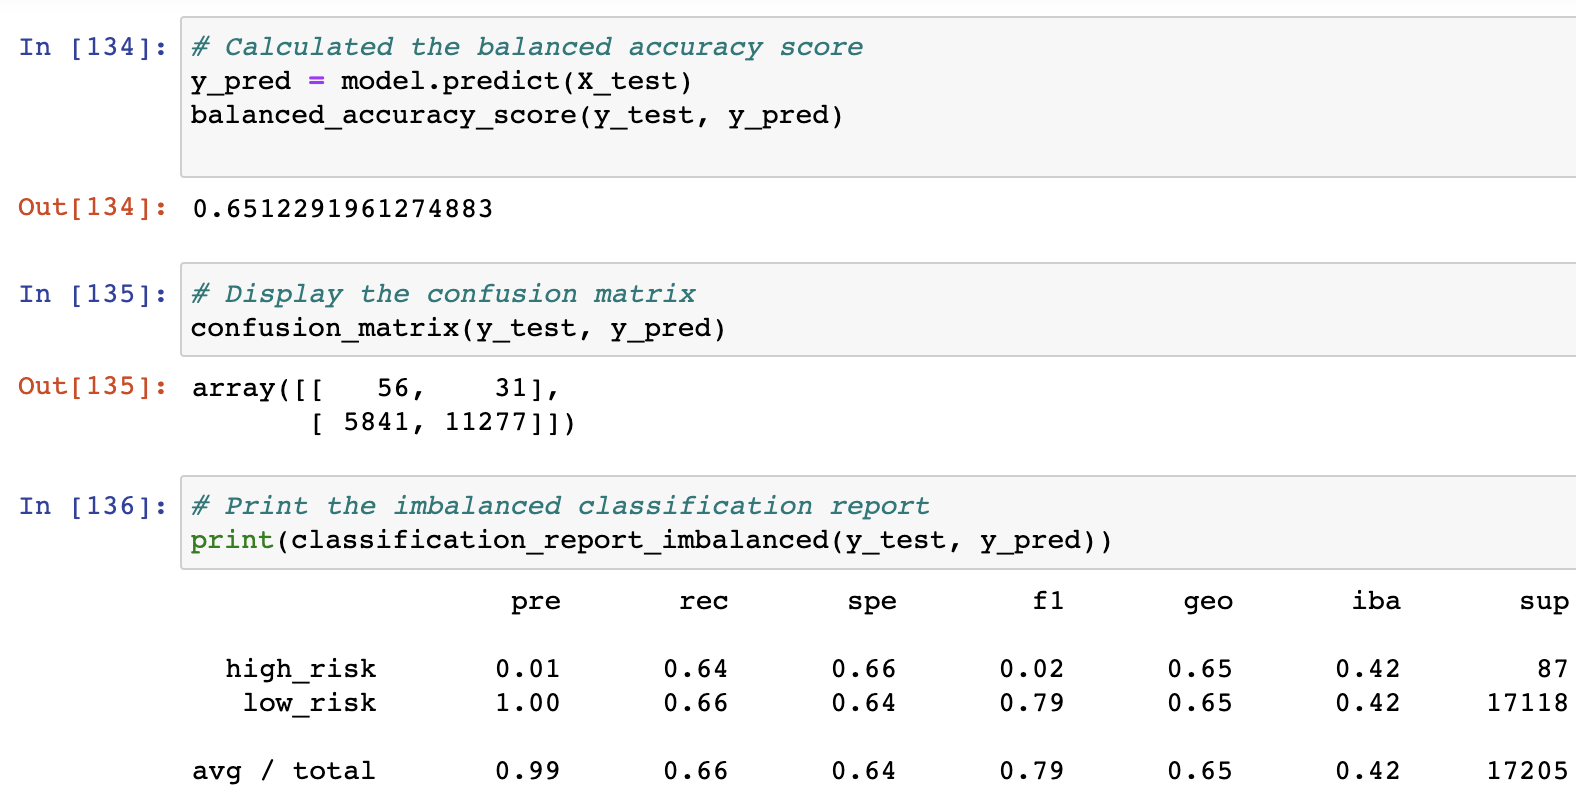 In [134]: # Calculated the balanced accuracy score
y_pred = model.predict(X_test)
balanced_accuracy_score(y_test, y_pred)
Out[134]: 0.6512291961274883
In [135]: # Display the confusion matrix
confusion_matrix(y_test, y_pred)
Out[135]: array([[   56,    31],
       [ 5841, 11277]])
In [136]: # Print the imbalanced classification report
print(classification_report_imbalanced(y_test, y_pred))
pre rec spe f1 geo iba sup
high_risk 0.01 0.64 0.66 0.02 0.65 0.42 87
low_risk 1.00 0.66 0.64 0.79 0.65 0.42 17118
avg / total 0.99 0.66 0.64 0.79 0.65 0.42 17205